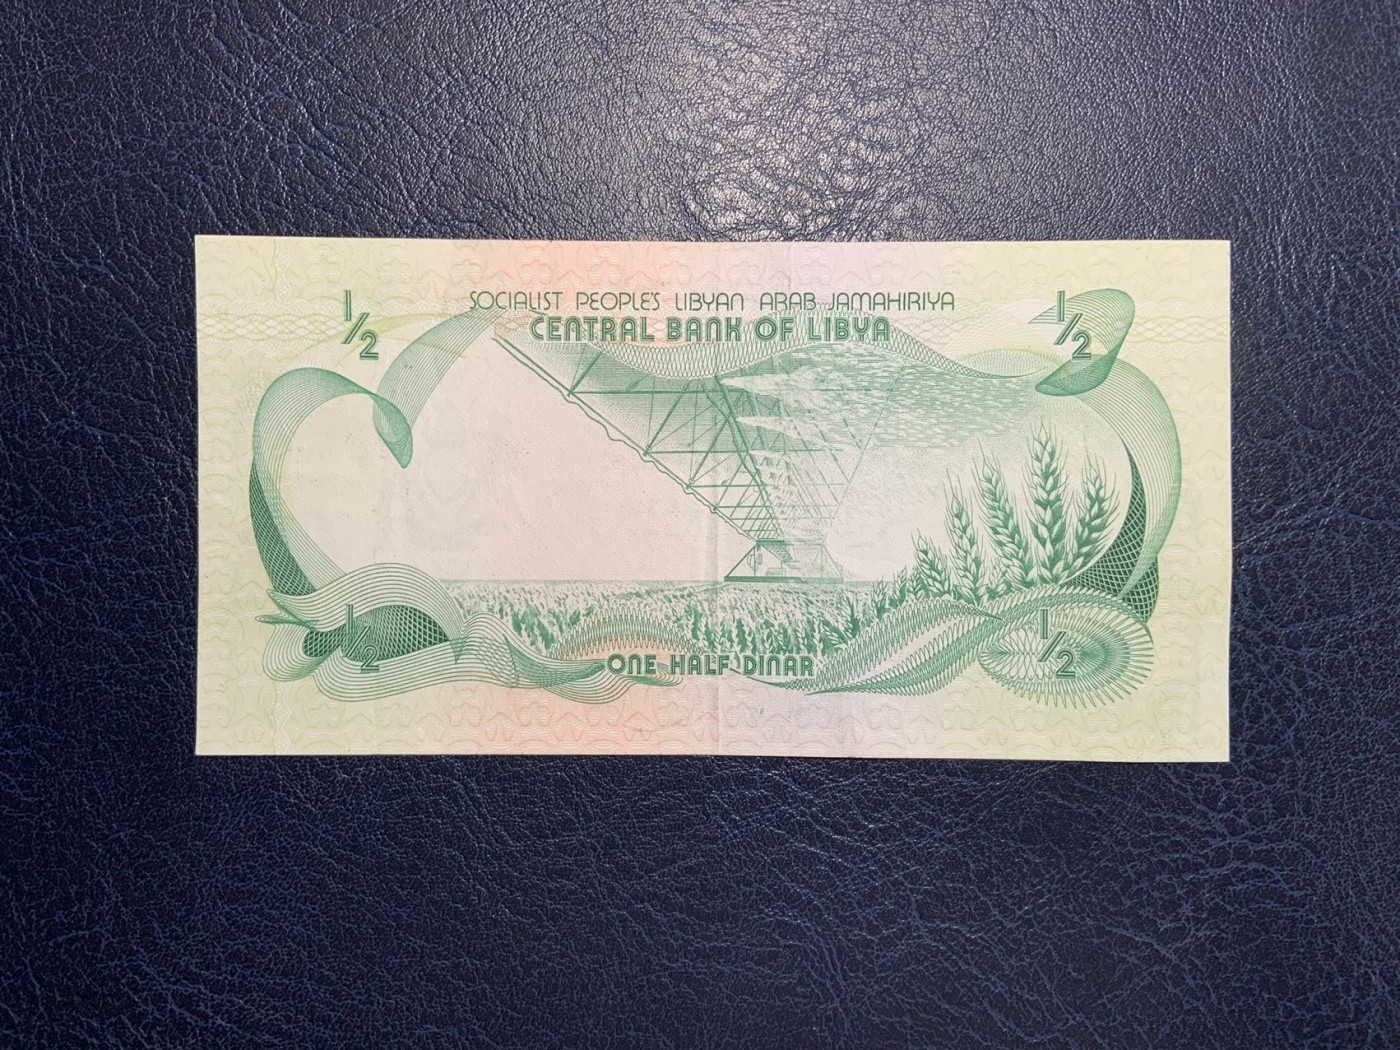 1/2 SOCIALIST PEOPLE'S LIBYAN ARAB JAMAHIRIYA 1/2
CENTRAL BANK OF LIBYA
1/2 ONE HALF DINAR 1/2